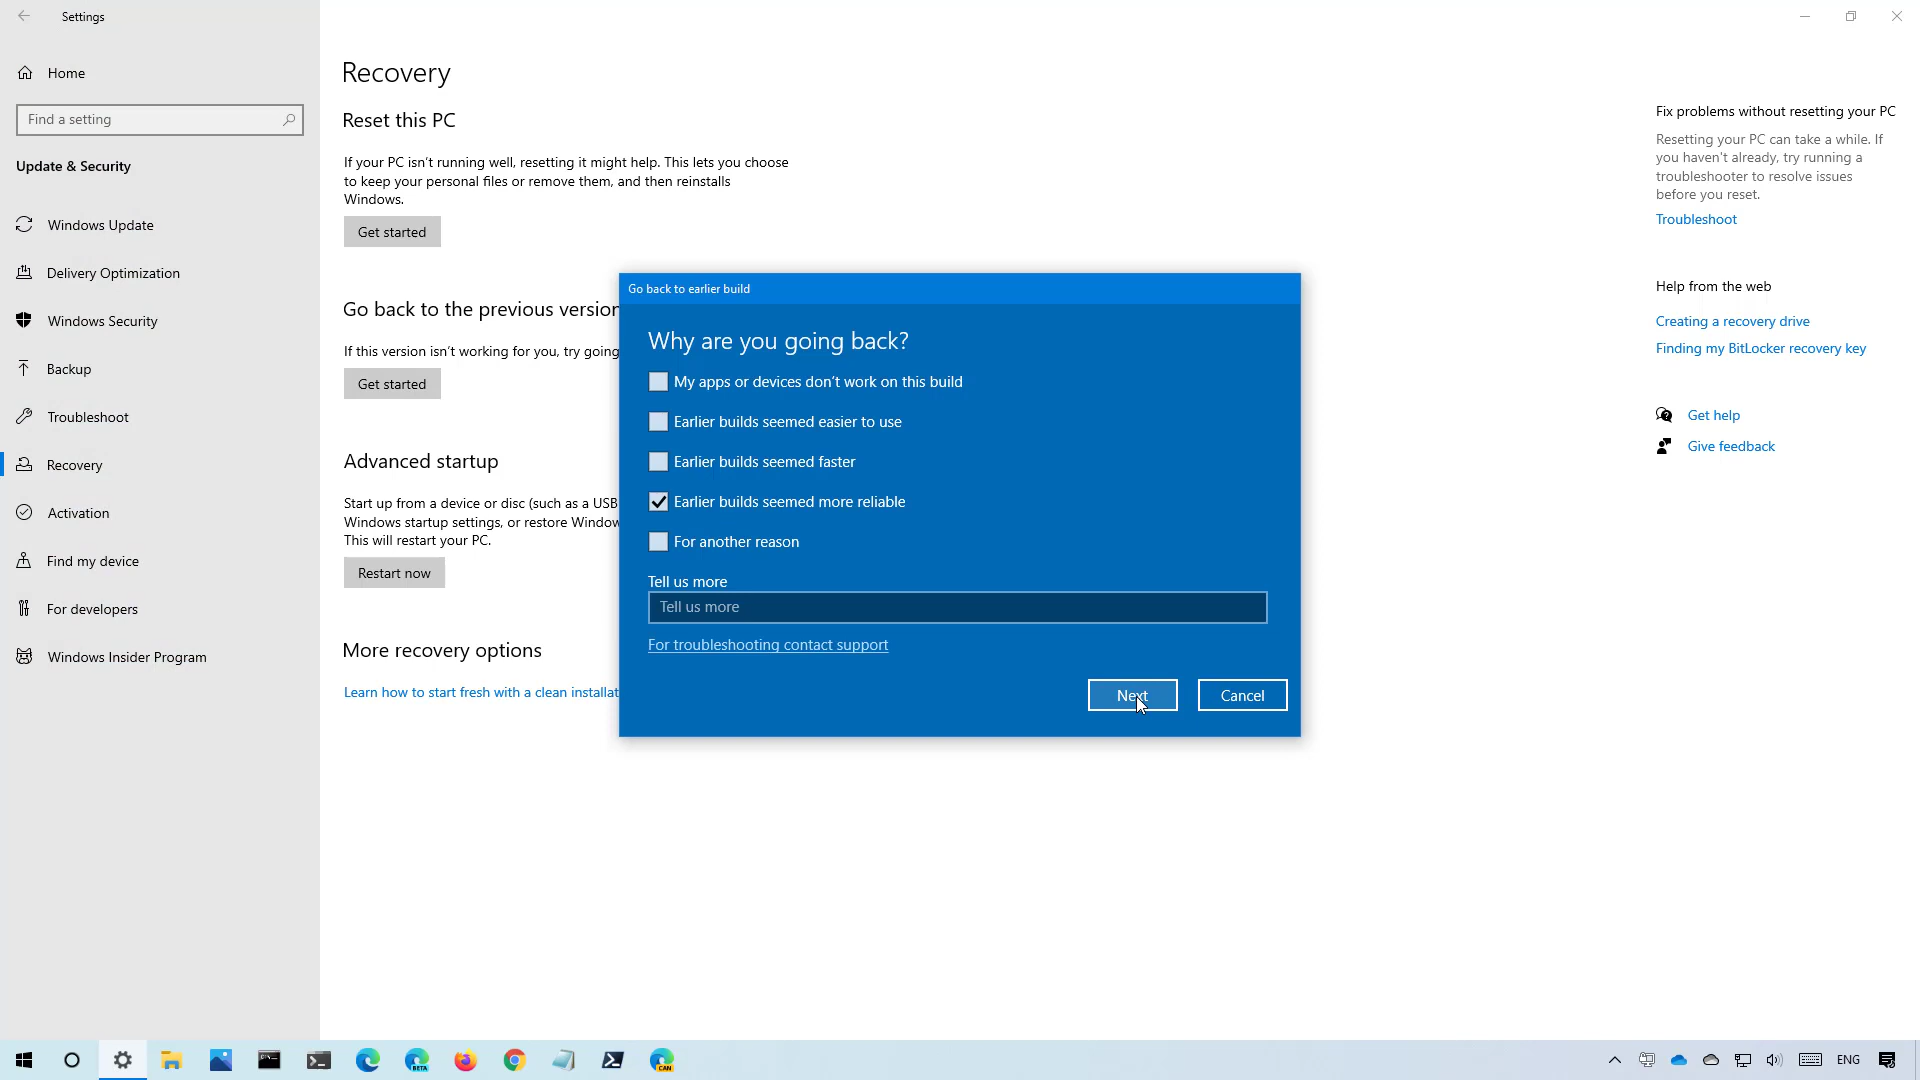 Settings
Home
Find a setting
Update & Security
Windows Update
Delivery Optimization
Windows Security
Backup
Troubleshoot
Recovery
Activation
Find my device
For developers
Windows Insider Program
Recovery
Reset this PC
If your PC isn't running well, resetting it might help. This lets you choose
to keep your personal files or remove them, and then reinstalls
Windows.
Get started
Go back to the previous version
If this version isn't working for you, try going
Get started
Advanced startup
Start up from a device or disc (such as a USB
Windows startup settings, or restore Window
This will restart your PC.
Restart now
More recovery options
Learn how to start fresh with a clean installat
Go back to earlier build
Why are you going back?
My apps or devices don't work on this build
Earlier builds seemed easier to use
Earlier builds seemed faster
Earlier builds seemed more reliable
For another reason
Tell us more
Tell us more
For troubleshooting contact support
Next
Cancel
Fix problems without resetting your PC
Resetting your PC can take a while. If
you haven't already, try running a
troubleshooter to resolve issues
before you reset.
Troubleshoot
Help from the web
Creating a recovery drive
Finding my BitLocker recovery key
Get help
Give feedback
BETA
CAN
ENG